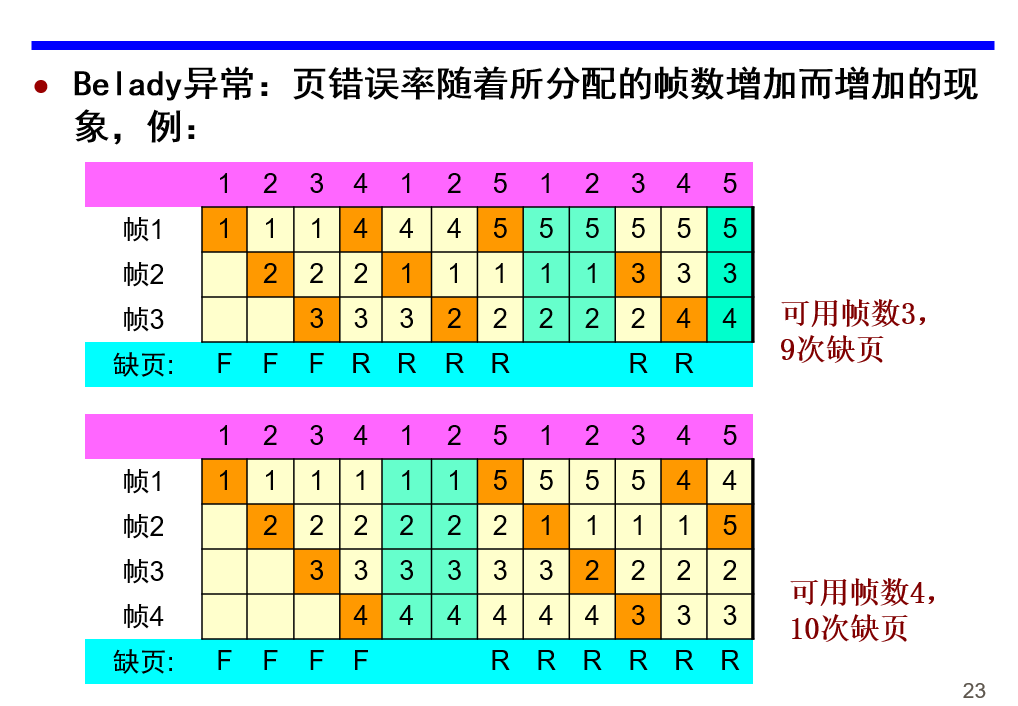 Belady异常：页错误率随着所分配的帧数增加而增加的现
象，例：
1 2 3 4 1 2 5 1 2 3 4 5
帧1 1 1 1 4 4 4 5 5 5 5 5 5
帧2 2 2 2 1 1 1 1 1 3 3 3
帧3 3 3 3 2 2 2 2 2 4 4
缺页: F F F R R R R R R
可用帧数3，
9次缺页
1 2 3 4 1 2 5 1 2 3 4 5
帧1 1 1 1 1 1 1 5 5 5 5 4 4
帧2 2 2 2 2 2 2 1 1 1 1 5
帧3 3 3 3 3 3 3 2 2 2 2
帧4 4 4 4 4 4 4 3 3 3
缺页: F F F F R R R R R R
可用帧数4，
10次缺页
23